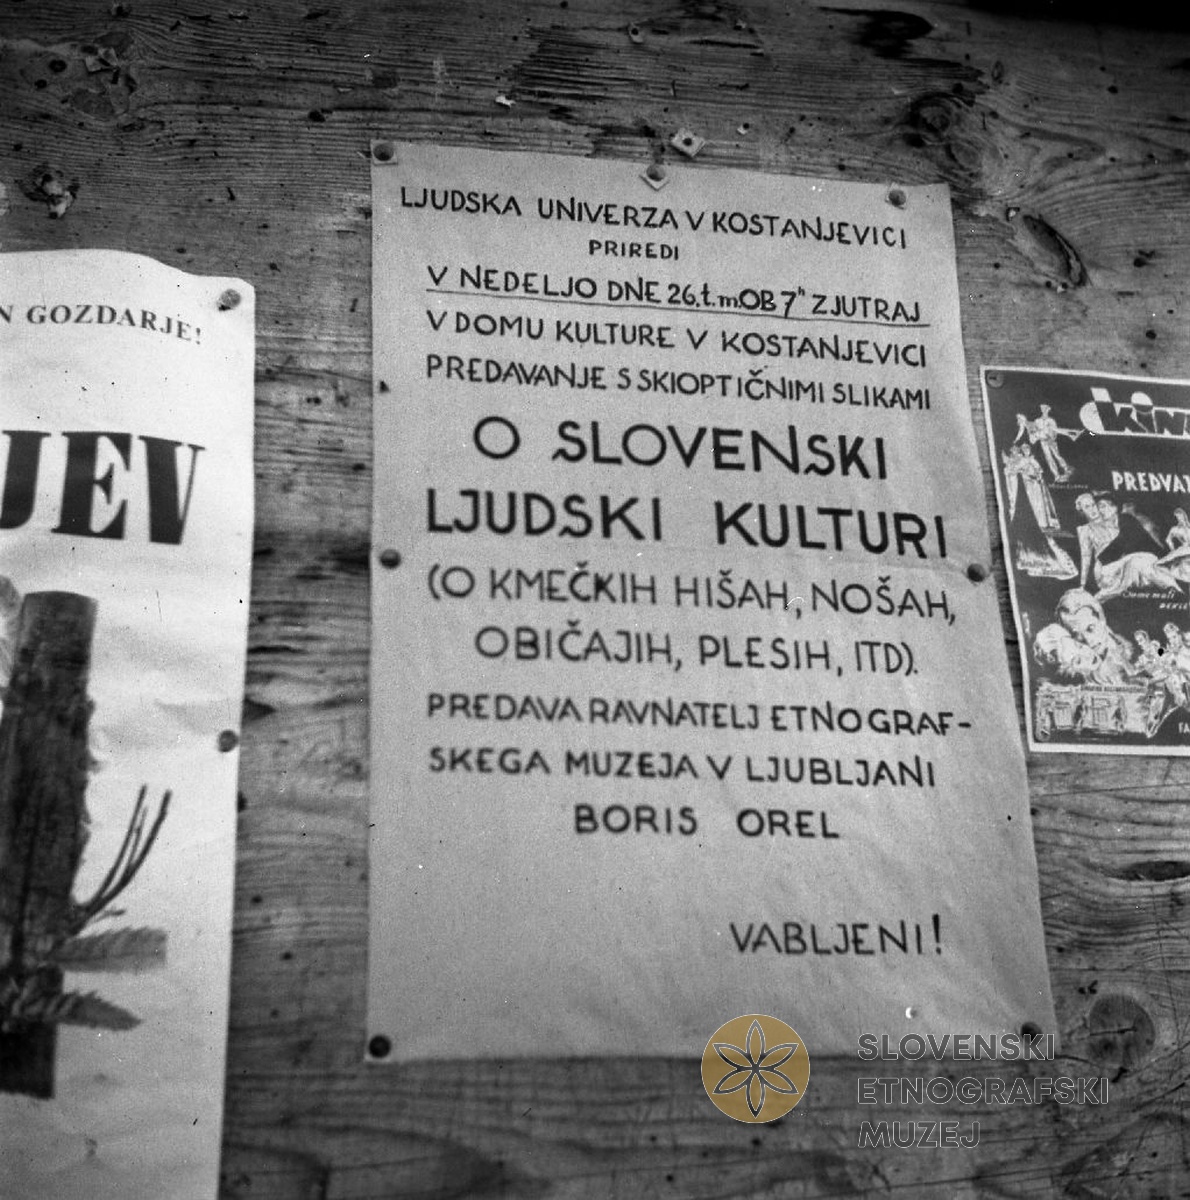 N GOZDARJE!
JEV
LJUDSKA UNIVERZA V KOSTANJEVICI
PRIREDI
V NEDELJO DNE 26.t.m.OB 7ʰ ZJUTRAJ
V DOMU KULTURE V KOSTANJEVICI
PREDAVANJE S SKIOPTIČNIMI SLIKAMI
O SLOVENSKI
LJUDSKI KULTURI
(O KMEČKIH HIŠAH, NOŠAH,
OBIČAJIH, PLESIH, ITD).
PREDAVA RAVNATELJ ETNOGRAF-
SKEGA MUZEJA V LJUBLJANI
BORIS OREL
VABLJENI!
KINO
PREDVA
SLOVENSKI
ETNOGRAFSKI
MUZEJ